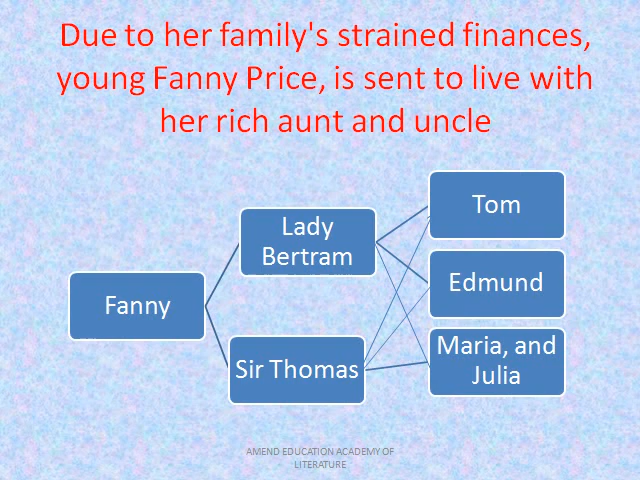 Due to her family's strained finances,
young Fanny Price, is sent to live with
her rich aunt and uncle
Fanny
Lady
Bertram
Sir Thomas
Tom
Edmund
Maria, and
Julia
AMEND EDUCATION ACADEMY OF
LITERATURE